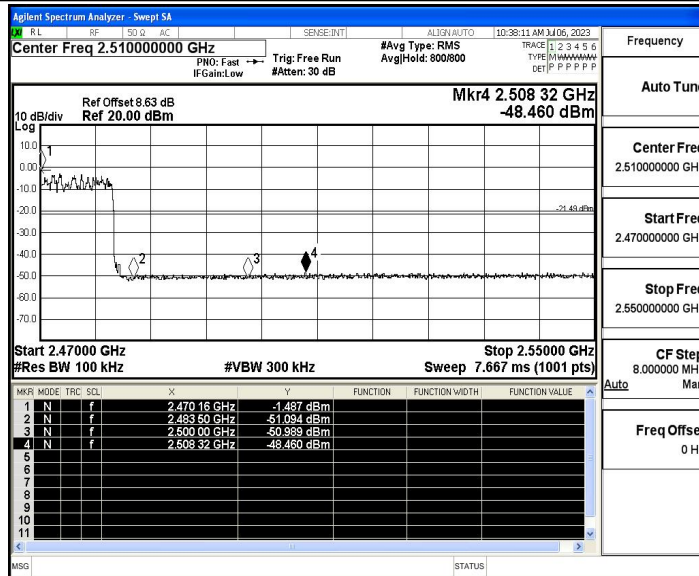 Agilent Spectrum Analyzer - Swept SA
RL RF 50 Ω AC SENSE:INT ALIGN AUTO 10:38:11 AM Jul 06, 2023
Center Freq 2.510000000 GHz #Avg Type: RMS TRACE 1 2 3 4 5 6
PNO: Fast Trig: Free Run Avg|Hold: 800/800 TYPE M
IFGain:Low #Atten: 30 dB DET P P P P P P
Frequency
Auto Tune
Mkr4 2.508 32 GHz
Ref Offset 8.63 dB
10 dB/div Ref 20.00 dBm -48.460 dBm
Log
10.0
0.00
-10.0
-20.0
-30.0
-40.0
-50.0
-60.0
-70.0
1
2
3
4
-21.49 dBm
Center Fre
2.510000000 GH
Start Fre
2.470000000 GH
Stop Fre
2.550000000 GH
Start 2.47000 GHz Stop 2.55000 GHz
#Res BW 100 kHz #VBW 300 kHz Sweep 7.667 ms (1001 pts)
CF Step
8.000000 MH
Auto Ma
MKR MODE TRC SCL X Y FUNCTION FUNCTION WIDTH FUNCTION VALUE
1 N f 2.470 16 GHz -1.487 dBm
2 N f 2.483 50 GHz -51.094 dBm
3 N f 2.500 00 GHz -50.989 dBm
4 N f 2.508 32 GHz -48.460 dBm
5
6
7
8
9
10
11
Freq Offse
0 H
MSG STATUS